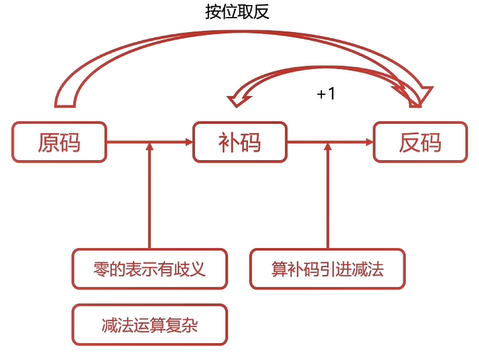 按位取反
+1
原码
补码
反码
零的表示有歧义
算补码引进减法
减法运算复杂